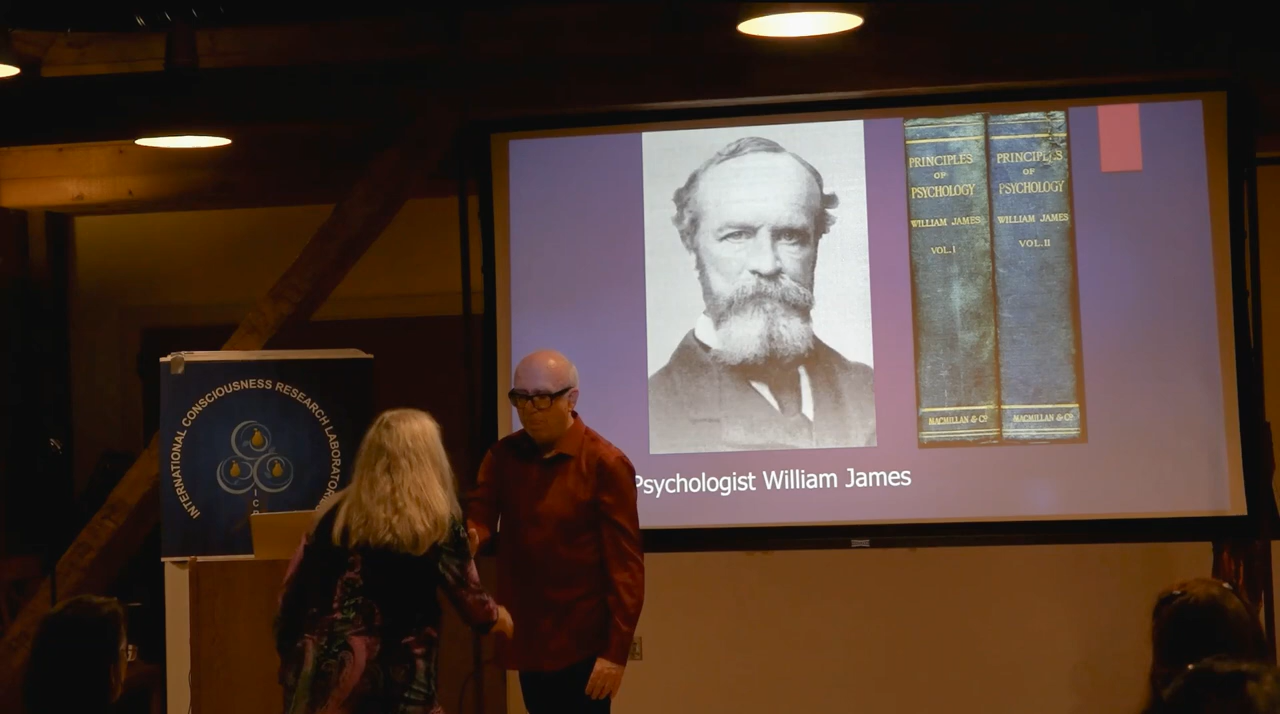 INTERNATIONAL CONSCIOUSNESS RESEARCH LABORATORIES
PRINCIPLES
OF
PSYCHOLOGY
WILLIAM JAMES
VOL. I
MACMILLAN & Co
PRINCIPLES
OF
PSYCHOLOGY
WILLIAM JAMES
VOL. II
MACMILLAN & Co
Psychologist William James